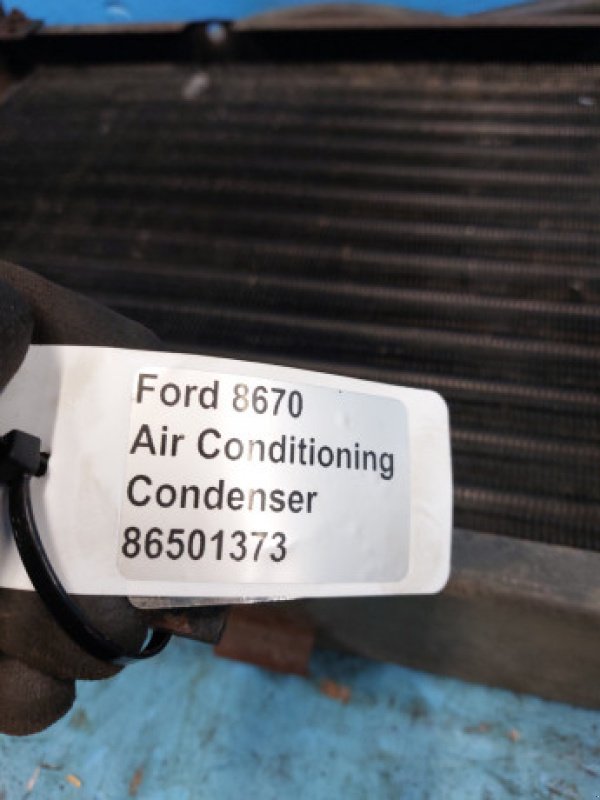 Ford 8670
Air Conditioning
Condenser
86501373